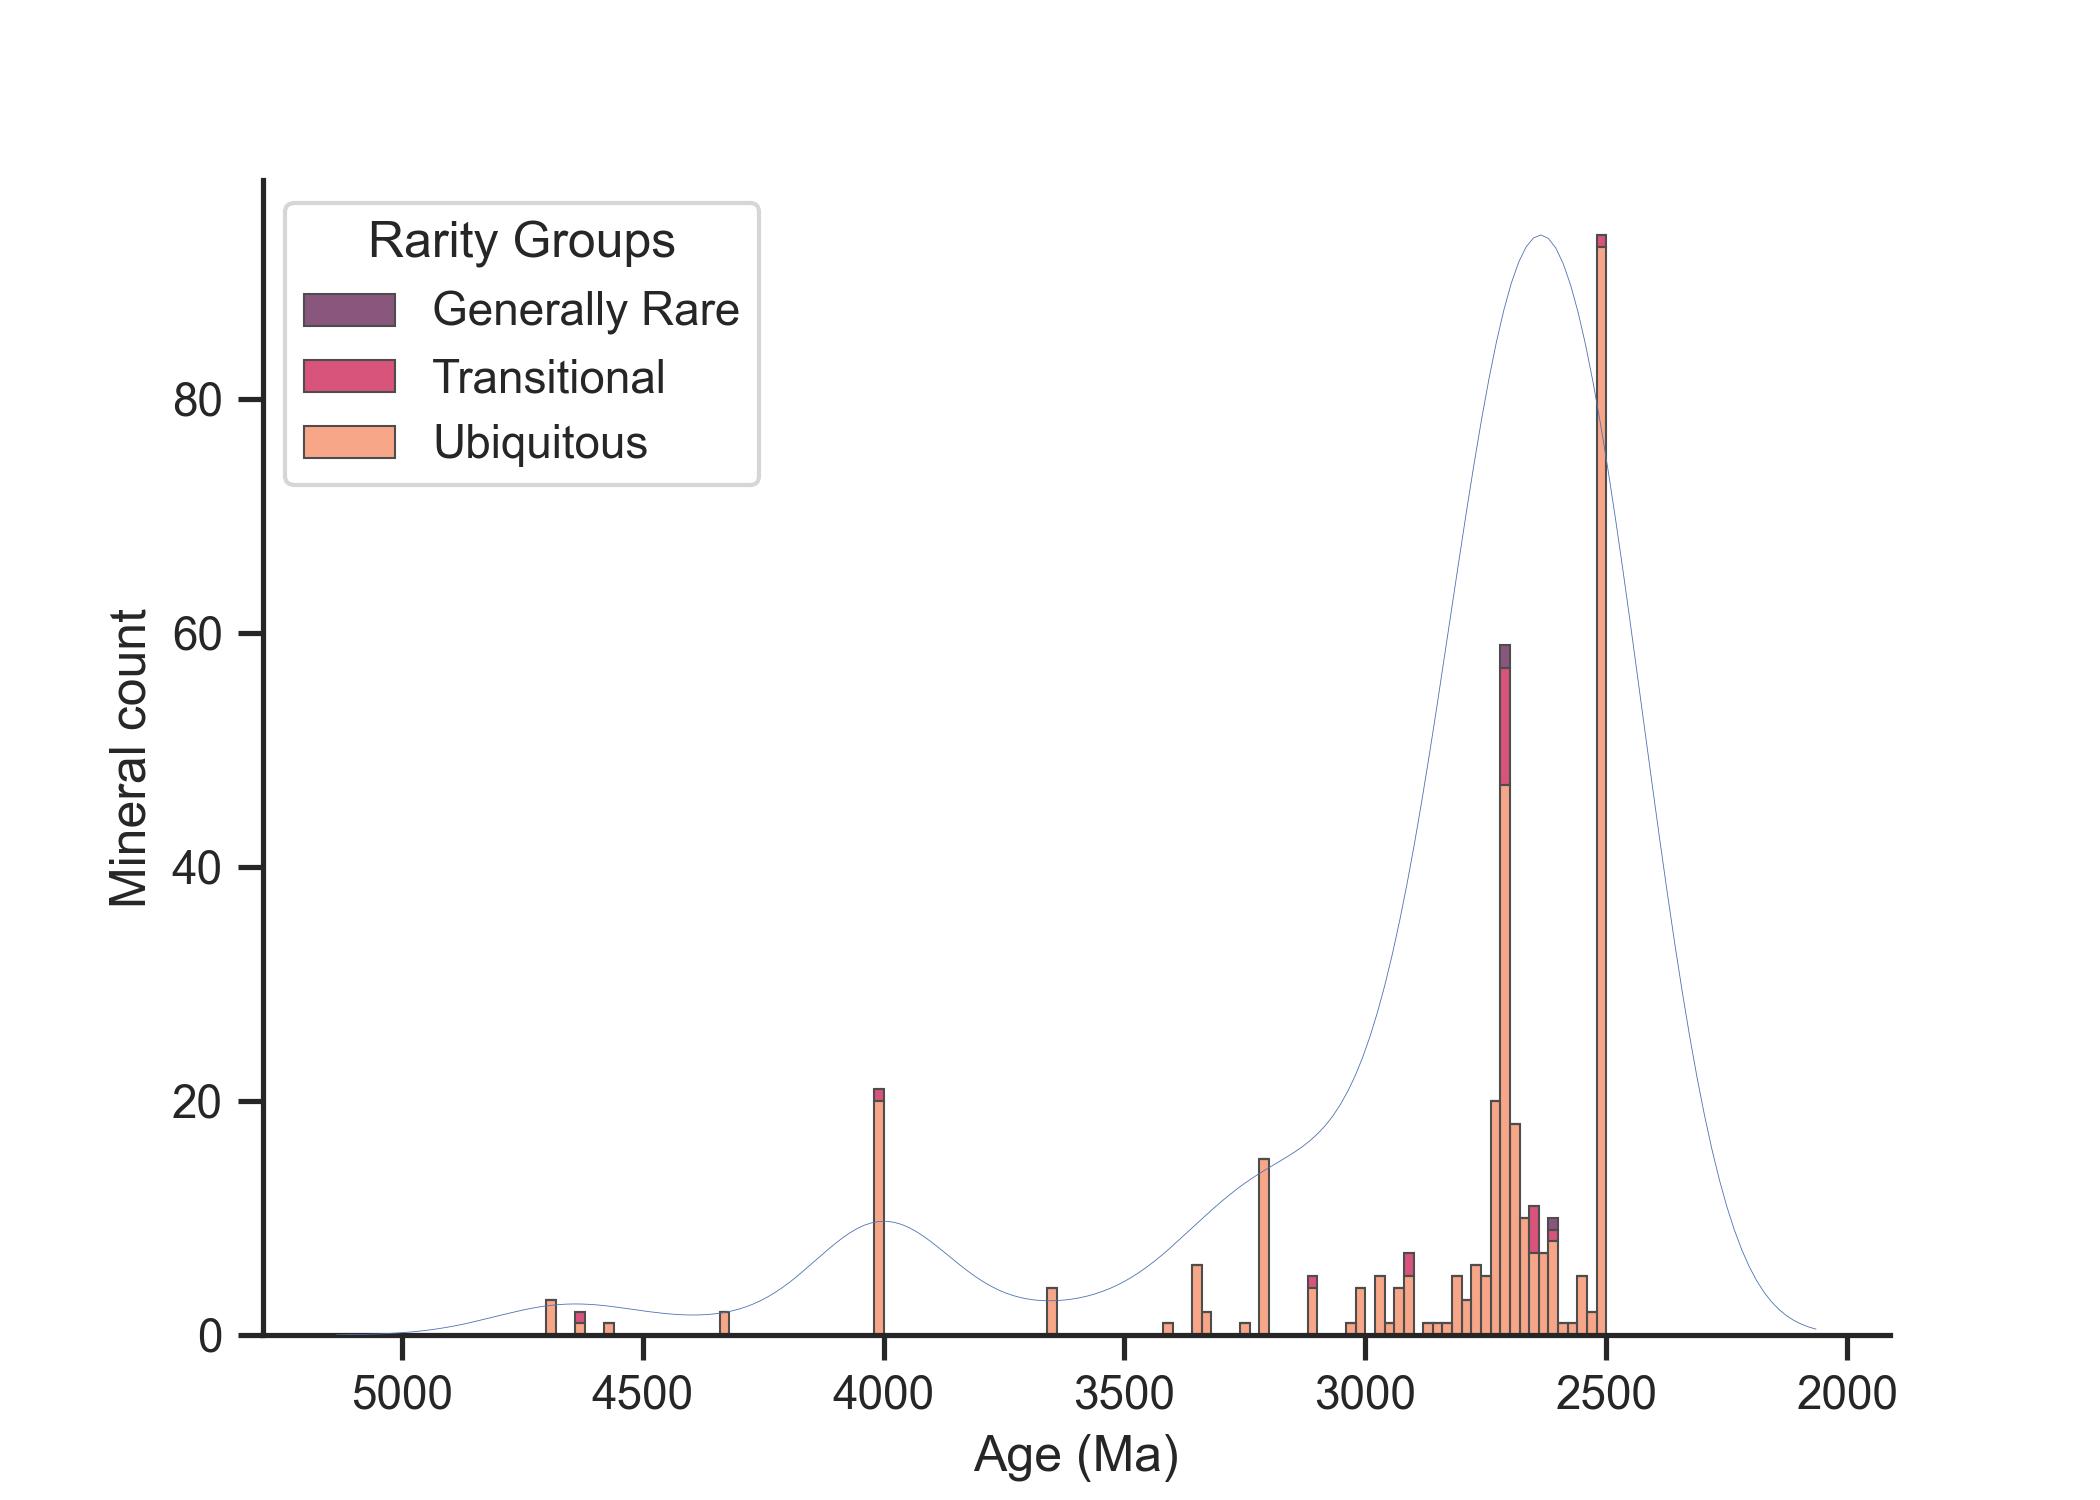 Rarity Groups
Generally Rare
Transitional
Ubiquitous
Mineral count
80
60
40
20
0
5000 4500 4000 3500 3000 2500 2000
Age (Ma)